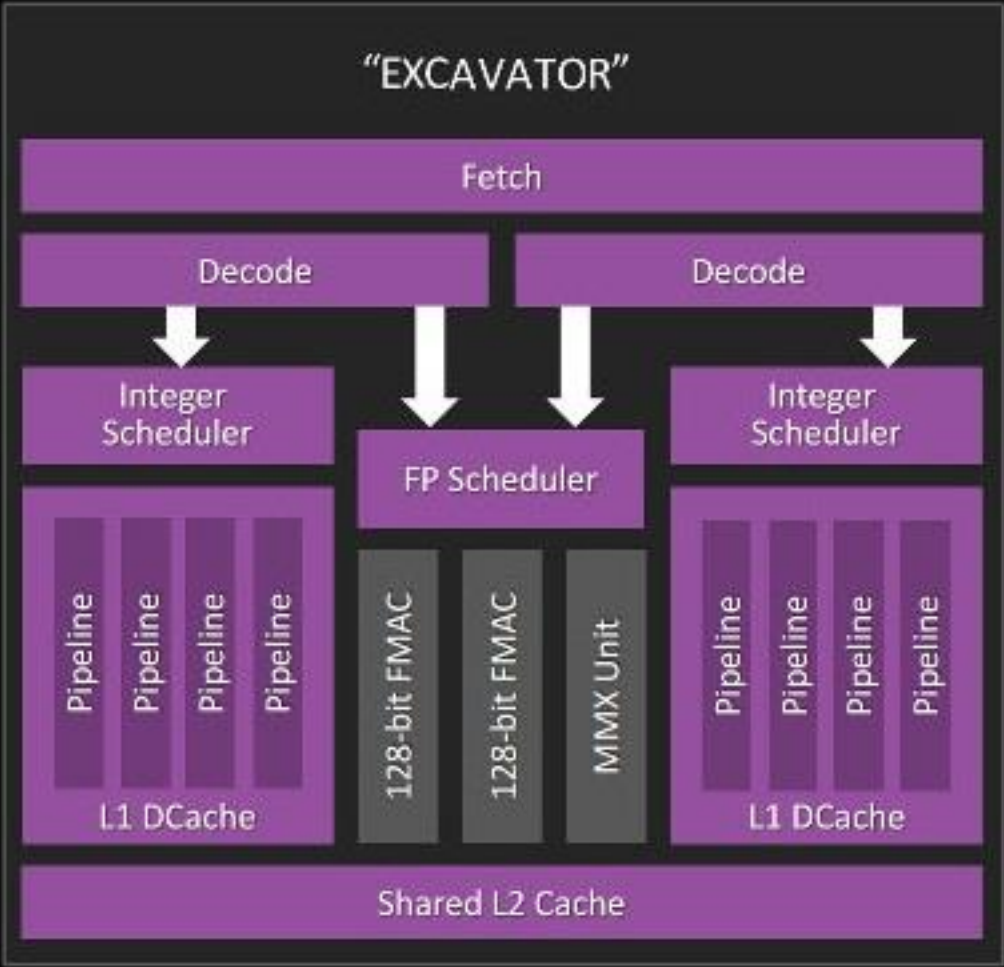 “EXCAVATOR”
Fetch
Decode
Decode
Integer
Scheduler
FP Scheduler
Integer
Scheduler
Pipeline
Pipeline
Pipeline
Pipeline
L1 DCache
128-bit FMAC
128-bit FMAC
MMX Unit
Pipeline
Pipeline
Pipeline
Pipeline
L1 DCache
Shared L2 Cache